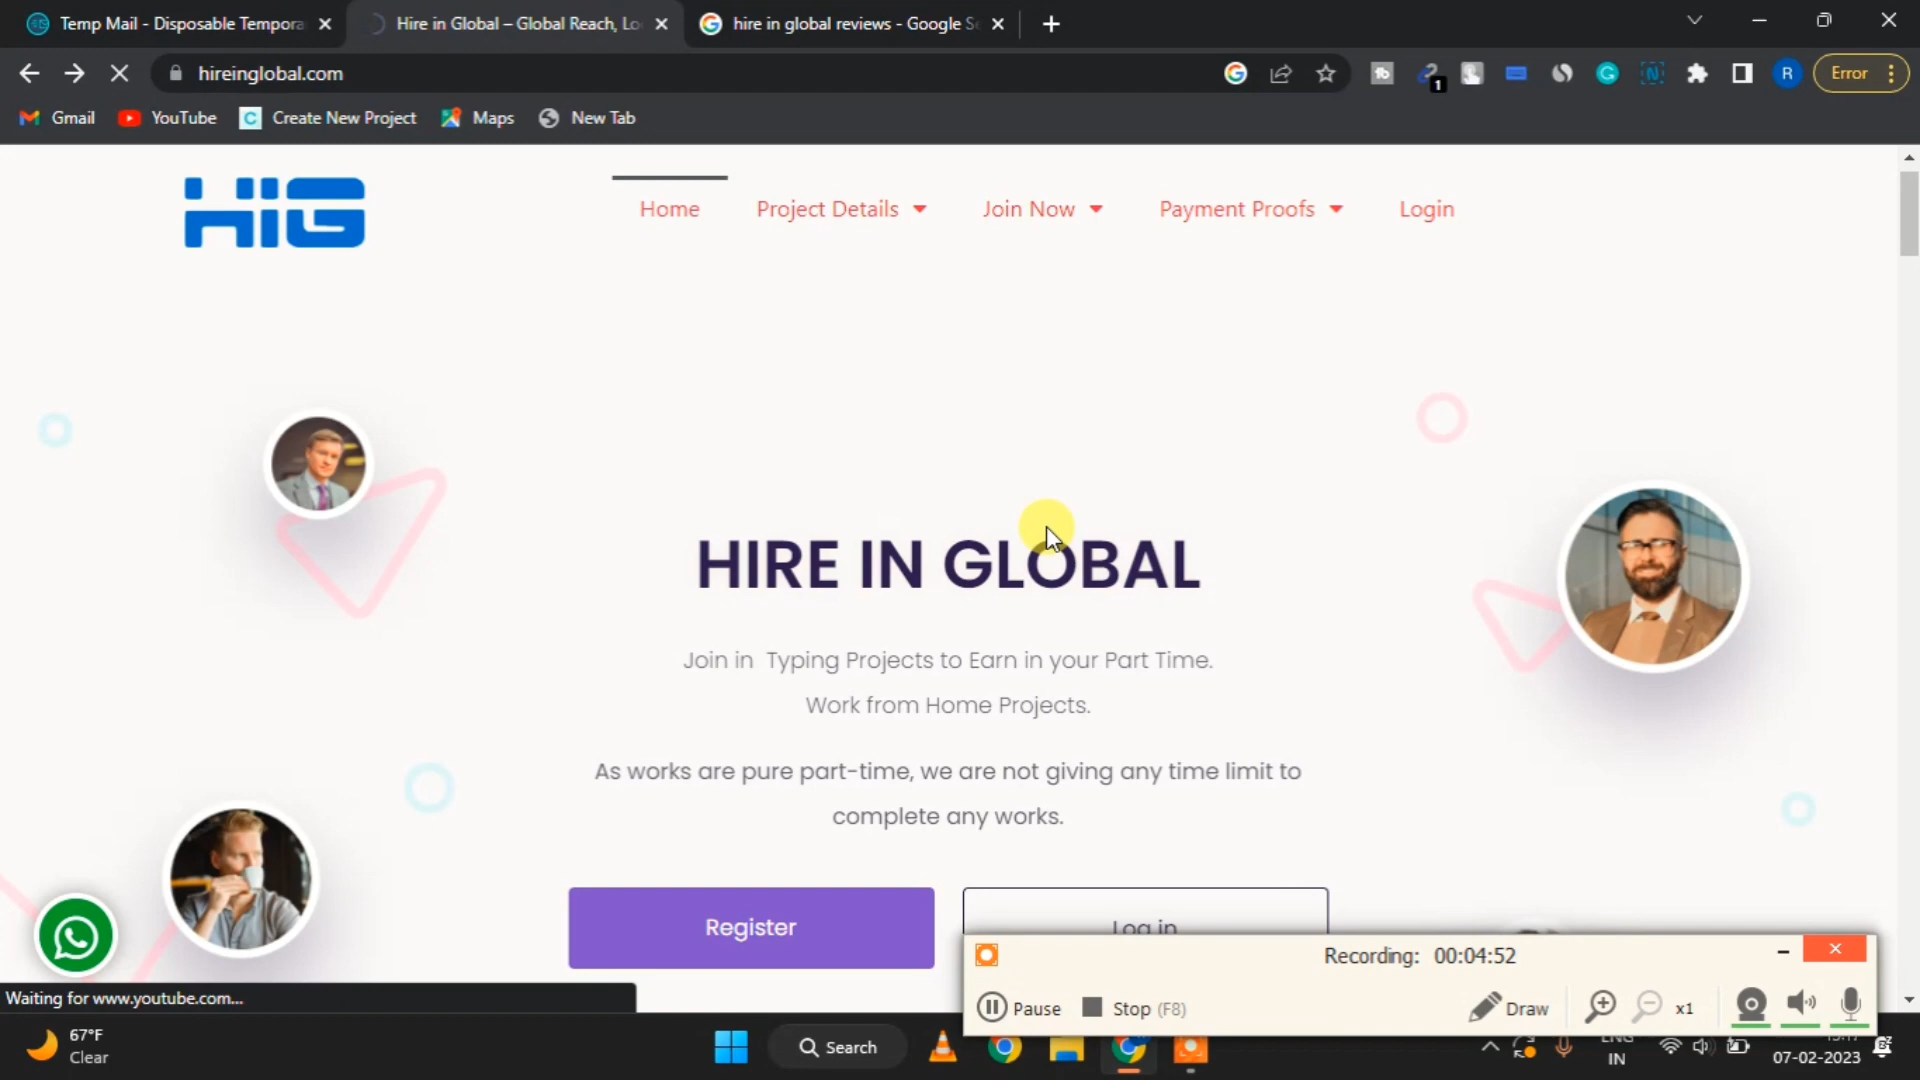 Temp Mail - Disposable Tempora
Hire in Global – Global Reach, Lo
hire in global reviews - Google S
hireinglobal.com
1
R
Error
Gmail
YouTube
C
Create New Project
Maps
New Tab
HIG
Home
Project Details
Join Now
Payment Proofs
Login
HIRE IN GLOBAL
Join in Typing Projects to Earn in your Part Time.
Work from Home Projects.
As works are pure part-time, we are not giving any time limit to
complete any works.
Register
Log in
Recording: 00:04:52
Pause
Stop (F8)
Draw
x1
Waiting for www.youtube.com...
67°F
Clear
Search
ENG
IN
07-02-2023